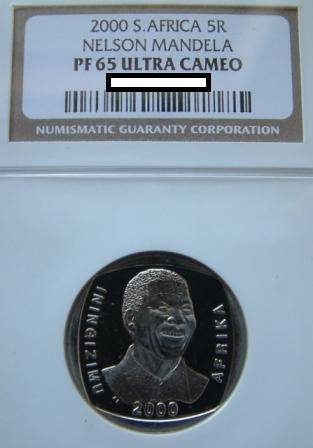 2000 S.AFRICA 5R
NELSON MANDELA
PF 65 ULTRA CAMEO
NUMISMATIC GUARANTY CORPORATION
ININGIZIMU
AFRIKA
2000